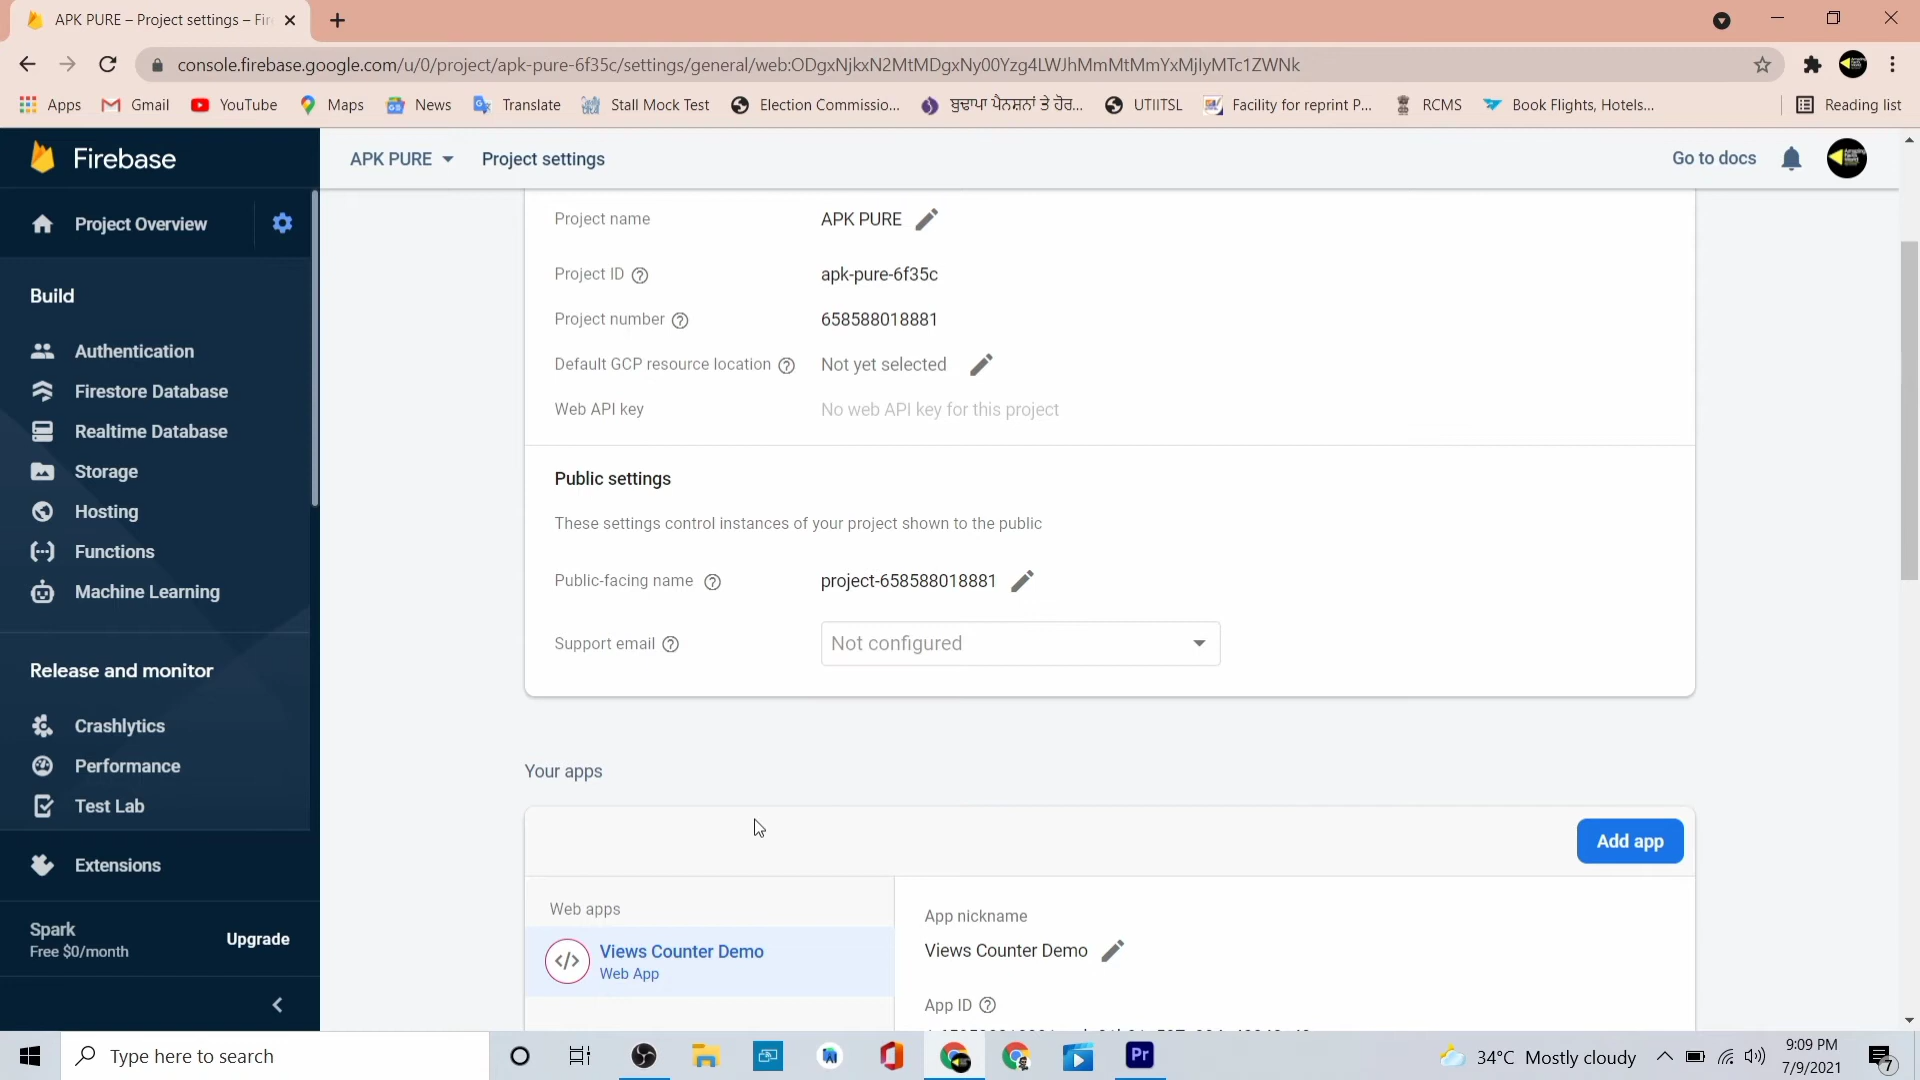 APK PURE – Project settings – Fir
console.firebase.google.com/u/0/project/apk-pure-6f35c/settings/general/web:ODgxNjkxN2MtMDgxNy00Yzg4LWJhMmMtMmYxMjIyMTc1ZWNk
Apps Gmail YouTube Maps News Translate Stall Mock Test Election Commissio... ਬੁਢਾਪਾ ਪੈਨਸ਼ਨਾਂ ਤੇ ਹੋਰ... UTIITSL Facility for reprint P... RCMS Book Flights, Hotels... Reading list
Firebase
APK PURE Project settings Go to docs
Project Overview
Build
Authentication
Firestore Database
Realtime Database
Storage
Hosting
Functions
Machine Learning
Release and monitor
Crashlytics
Performance
Test Lab
Extensions
Spark
Free $0/month
Upgrade
Project name APK PURE
Project ID apk-pure-6f35c
Project number 658588018881
Default GCP resource location Not yet selected
Web API key No web API key for this project
Public settings
These settings control instances of your project shown to the public
Public-facing name project-658588018881
Support email Not configured
Your apps
Add app
Web apps
Views Counter Demo
Web App
App nickname
Views Counter Demo
App ID
Type here to search
Pr
34°C Mostly cloudy
9:09 PM
7/9/2021
7